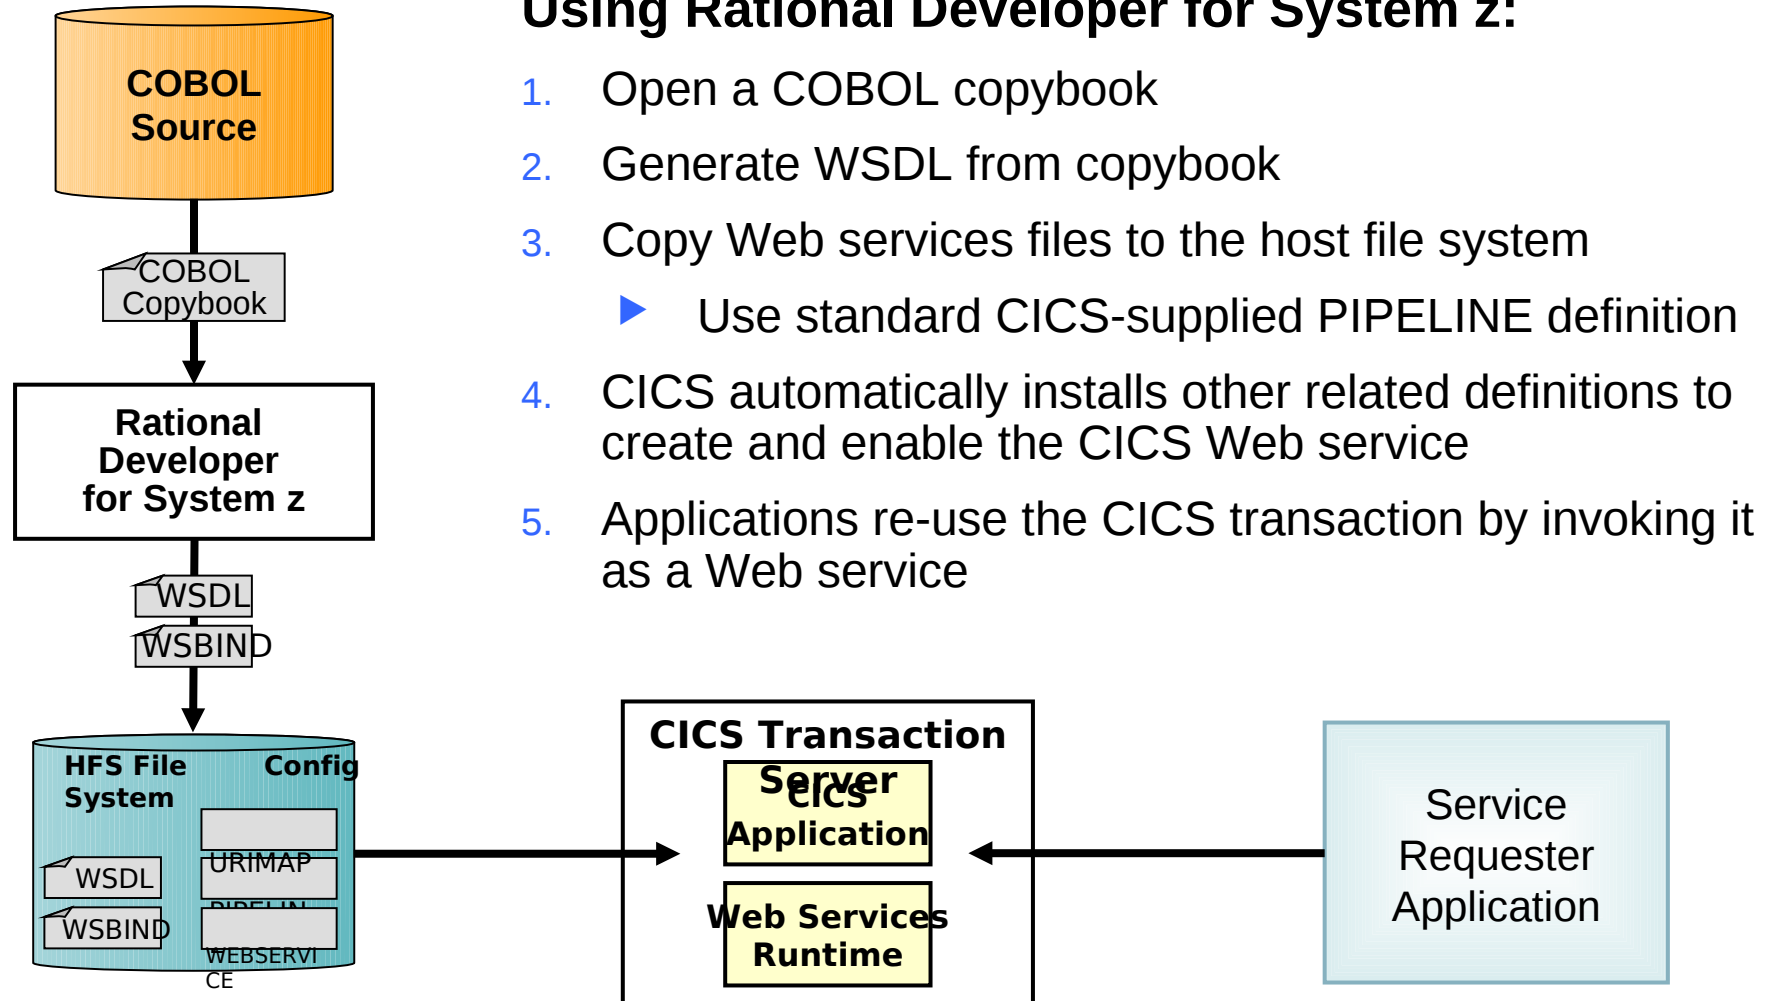 Using Rational Developer for System z:
COBOL
Source
1. Open a COBOL copybook
2. Generate WSDL from copybook
3. Copy Web services files to the host file system
Use standard CICS-supplied PIPELINE definition
4. CICS automatically installs other related definitions to
create and enable the CICS Web service
5. Applications re-use the CICS transaction by invoking it
as a Web service
COBOL
Copybook
Rational
Developer
for System z
WSDL
WSBIND
HFS File
System
Config
URIMAP
PIPELIN
WEBSERVI
CE
WSDL
WSBIND
CICS Transaction
Server
CICS
Application
Web Services
Runtime
Service
Requester
Application